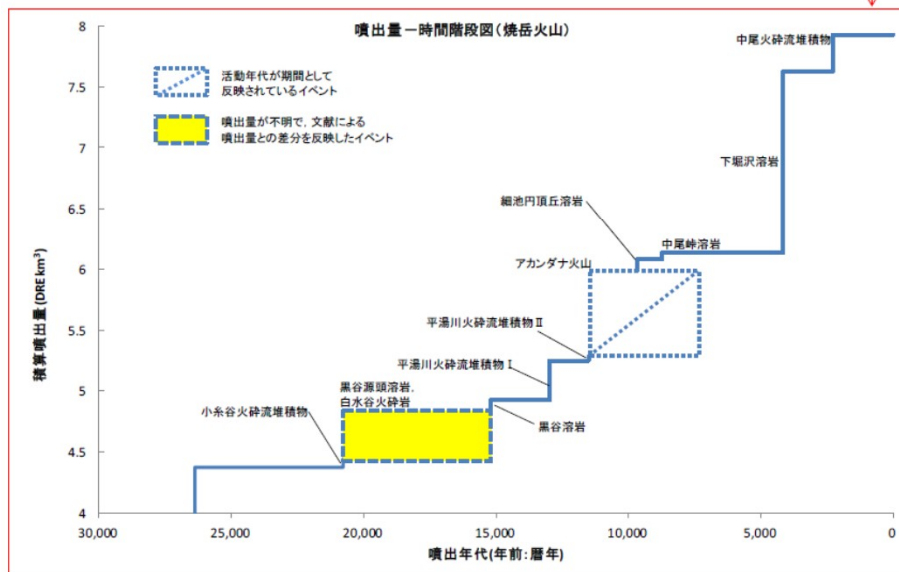 噴出量－時間階段図(焼岳火山)
活動年代が期間として
反映されているイベント
噴出量が不明で，文献による
噴出量との差分を反映したイベント
積算噴出量(DRE km³)
8
7.5
7
6.5
6
5.5
5
4.5
4
中尾火砕流堆積物
下堀沢溶岩
細池円頂丘溶岩
中尾峠溶岩
アカンダナ火山
平湯川火砕流堆積物Ⅱ
平湯川火砕流堆積物Ⅰ
黒谷源頭溶岩，
白水谷火砕岩
小糸谷火砕流堆積物
黒谷溶岩
30,000 25,000 20,000 15,000 10,000 5,000 0
噴出年代(年前:暦年)